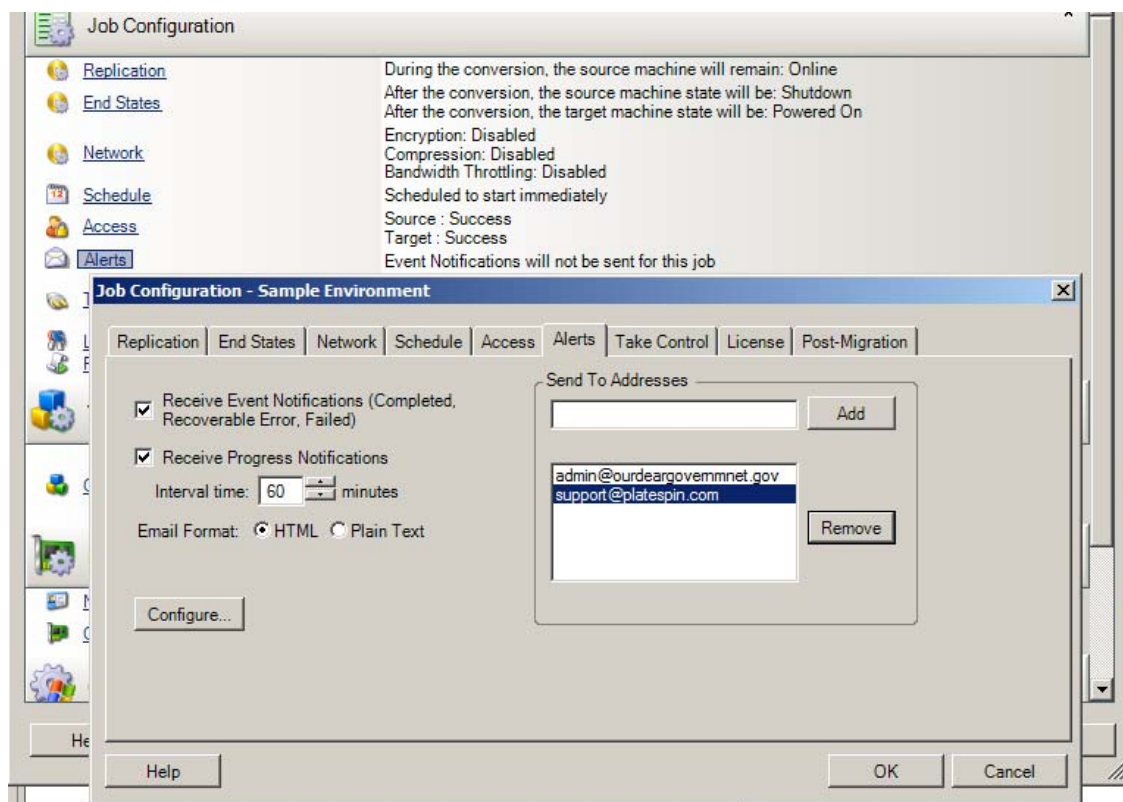 Job Configuration
Replication During the conversion, the source machine will remain: Online
End States After the conversion, the source machine state will be: Shutdown
After the conversion, the target machine state will be: Powered On
Encryption: Disabled
Network Compression: Disabled
Bandwidth Throttling: Disabled
Schedule Scheduled to start immediately
Source : Success
Access
Target : Success
Alerts Event Notifications will not be sent for this job
Job Configuration - Sample Environment
Replication End States Network Schedule Access Alerts Take Control License Post-Migration
Send To Addresses
Receive Event Notifications (Completed,
Recoverable Error, Failed)
Add
Receive Progress Notifications
Interval time: 60 minutes
Email Format: HTML Plain Text
admin@ourdeargovernmnet.gov
support@platespin.com
Remove
Configure...
Help OK Cancel